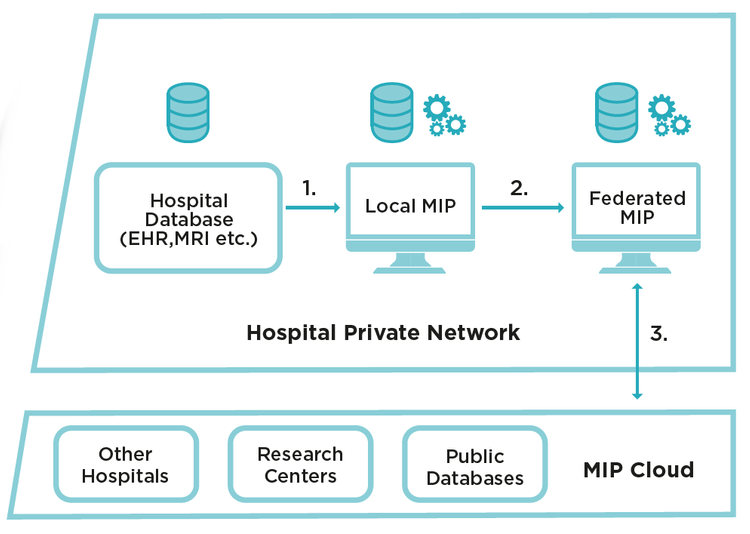 1.
2.
Hospital
Database
(EHR,MRI etc.)
Local MIP
Federated
MIP
Hospital Private Network
3.
Other
Hospitals
Research
Centers
Public
Databases
MIP Cloud